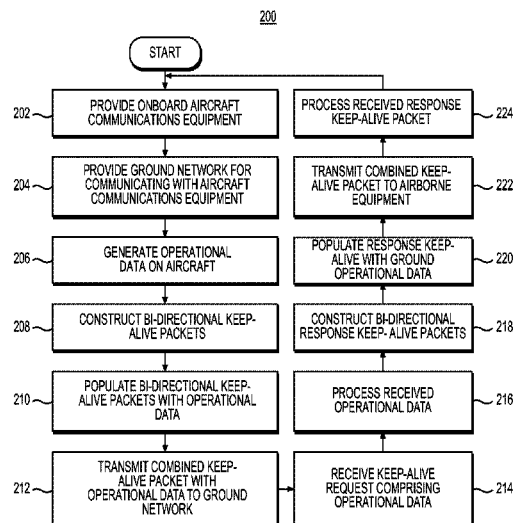 200
START
202
PROVIDE ONBOARD AIRCRAFT
COMMUNICATIONS EQUIPMENT
204
PROVIDE GROUND NETWORK FOR
COMMUNICATING WITH AIRCRAFT
COMMUNICATIONS EQUIPMENT
206
GENERATE OPERATIONAL
DATA ON AIRCRAFT
208
CONSTRUCT BI-DIRECTIONAL KEEP-
ALIVE PACKETS
210
POPULATE BI-DIRECTIONAL KEEP-
ALIVE PACKETS WITH OPERATIONAL
DATA
212
TRANSMIT COMBINED KEEP-
ALIVE PACKET WITH
OPERATIONAL DATA TO GROUND
NETWORK
RECEIVE KEEP-ALIVE
REQUEST COMPRISING
OPERATIONAL DATA
214
PROCESS RECEIVED
OPERATIONAL DATA
216
CONSTRUCT BI-DIRECTIONAL
RESPONSE KEEP- ALIVE PACKETS
218
POPULATE RESPONSE KEEP-
ALIVE WITH GROUND
OPERATIONAL DATA
220
TRANSMIT COMBINED KEEP-
ALIVE PACKET TO AIRBORNE
EQUIPMENT
222
PROCESS RECEIVED RESPONSE
KEEP-ALIVE PACKET
224